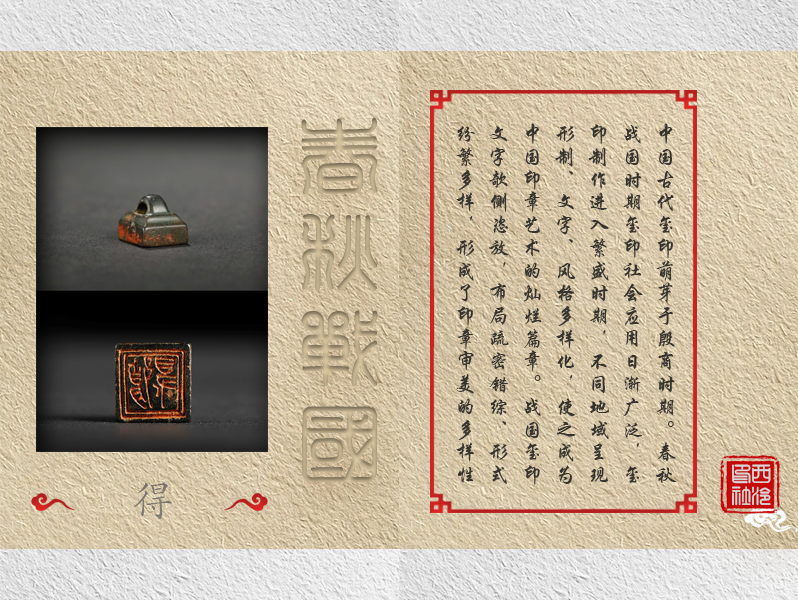 春秋戰國
得
中国古代玺印萌芽于殷商时期。春秋
战国时期玺印社会应用日渐广泛,玺
印制作进入繁盛时期,不同地域呈现
形制、文字、风格多样化,使之成为
中国印章艺术的灿烂篇章。战国玺印
文字欹侧恣放,布局疏密错综、形式
纷繁多样,形成了印章审美的多样性
西泠印社